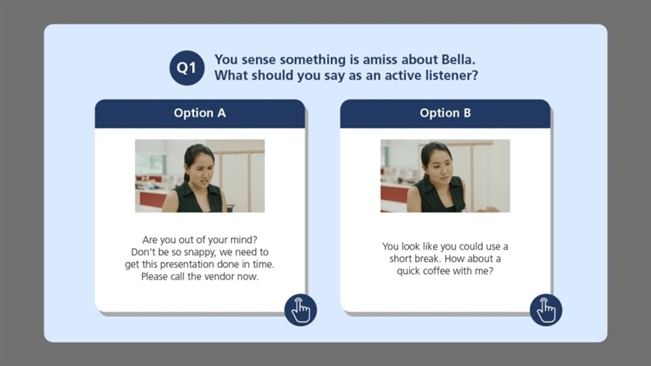 Q1
You sense something is amiss about Bella.
What should you say as an active listener?
Option A
Are you out of your mind?
Don't be so snappy, we need to
get this presentation done in time.
Please call the vendor now.
Option B
You look like you could use a
short break. How about a
quick coffee with me?